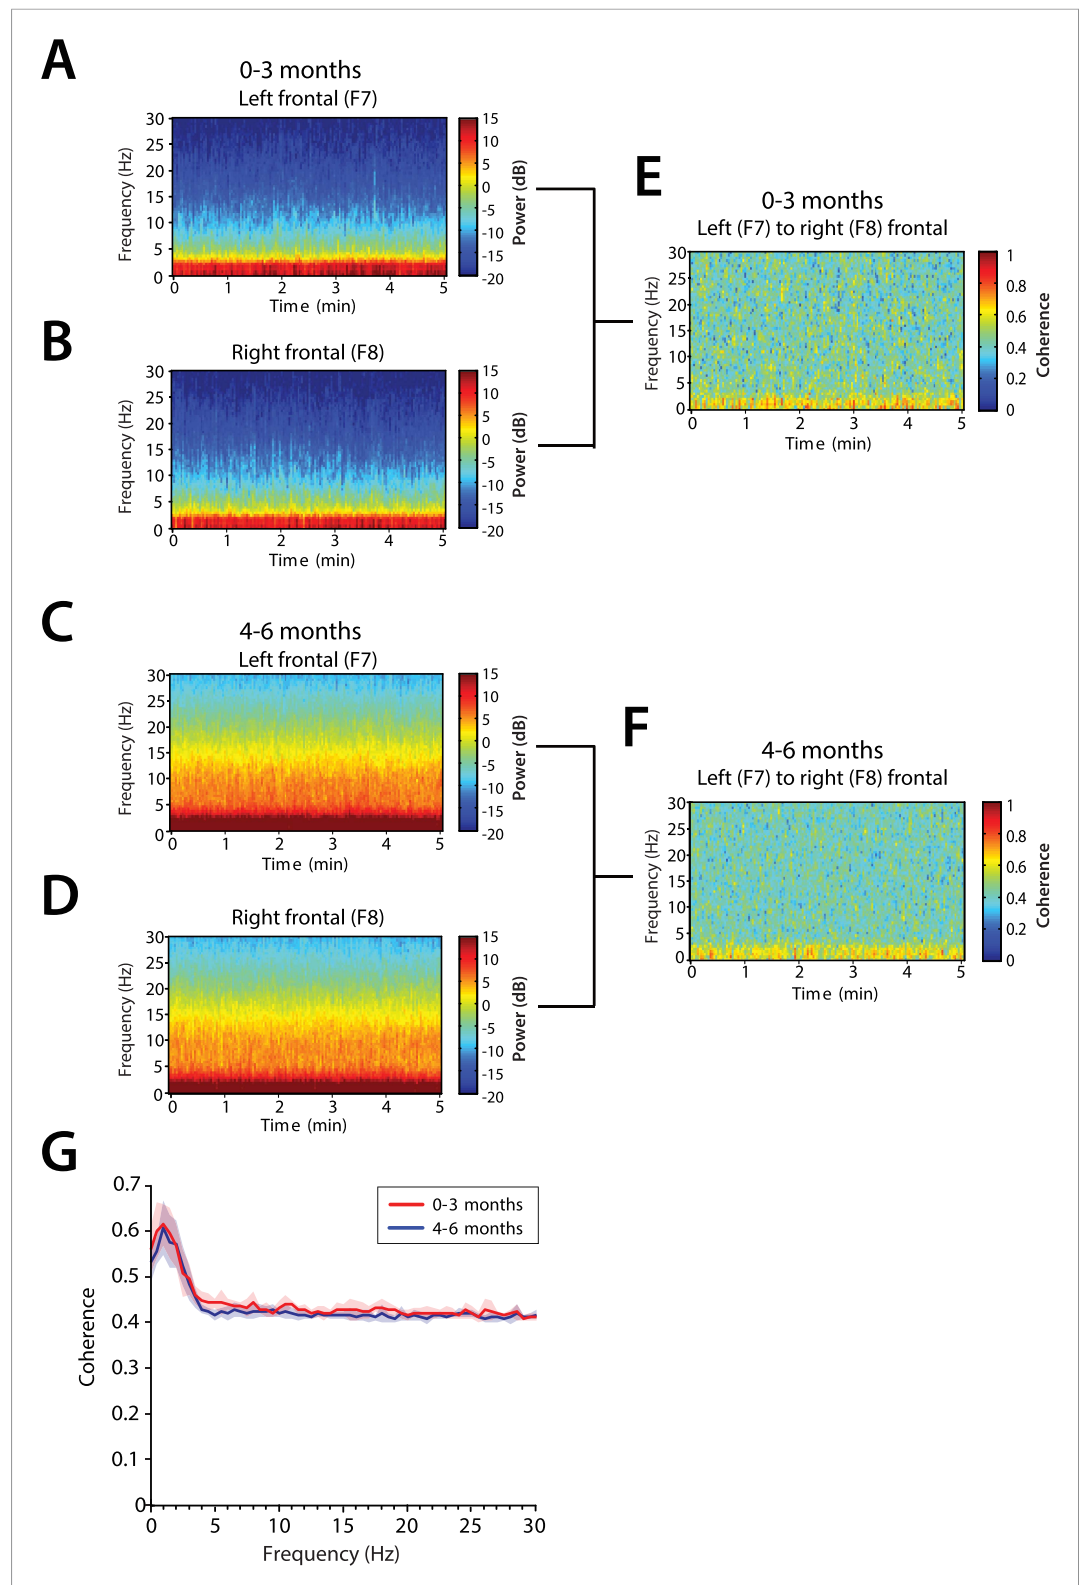 A
0-3 months
Left frontal (F7)
30
25
20
15
10
5
0
Frequency (Hz)
0 1 2 3 4 5
Time (min)
15
10
5
0
-5
-10
-15
-20
Power (dB)
B
Right frontal (F8)
30
25
20
15
10
5
0
Frequency (Hz)
0 1 2 3 4 5
Time (min)
15
10
5
0
-5
-10
-15
-20
Power (dB)
E
0-3 months
Left (F7) to right (F8) frontal
30
25
20
15
10
5
0
Frequency (Hz)
0 1 2 3 4 5
Time (min)
1
0.8
0.6
0.4
0.2
0
Coherence
C
4-6 months
Left frontal (F7)
30
25
20
15
10
5
0
Frequency (Hz)
0 1 2 3 4 5
Time (min)
15
10
5
0
-5
-10
-15
-20
Power (dB)
D
Right frontal (F8)
30
25
20
15
10
5
0
Frequency (Hz)
0 1 2 3 4 5
Time (min)
15
10
5
0
-5
-10
-15
-20
Power (dB)
F
4-6 months
Left (F7) to right (F8) frontal
30
25
20
15
10
5
0
Frequency (Hz)
0 1 2 3 4 5
Time (min)
1
0.8
0.6
0.4
0.2
0
Coherence
G
0.7
0.6
0.5
0.4
0.3
0.2
0.1
0
Coherence
0-3 months
4-6 months
0 5 10 15 20 25 30
Frequency (Hz)